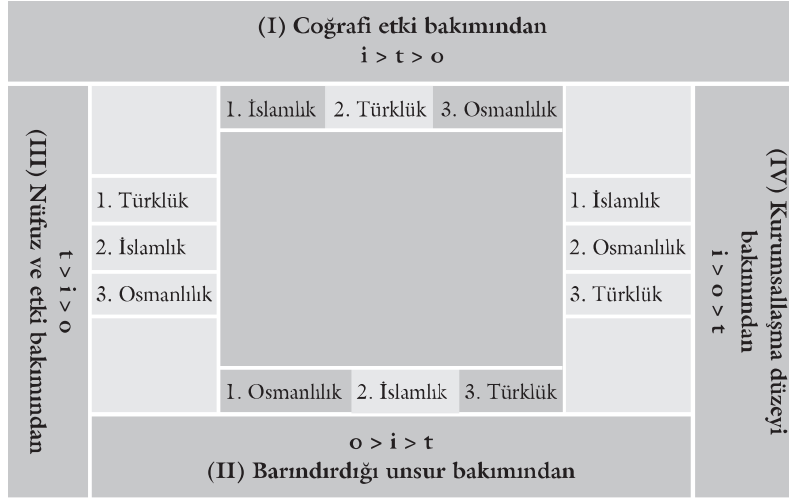 (I) Coğrafi etki bakımından
i > t > o
1. İslamlık 2. Türklük 3. Osmanlılık
(III) Nüfuz ve etki bakımından
t > i > o
1. Türklük
2. İslamlık
3. Osmanlılık
1. İslamlık
2. Osmanlılık
3. Türklük
(IV) Kurumsallaşma düzeyi
bakımından
i > o > t
1. Osmanlılık 2. İslamlık 3. Türklük
o > i > t
(II) Barındırdığı unsur bakımından